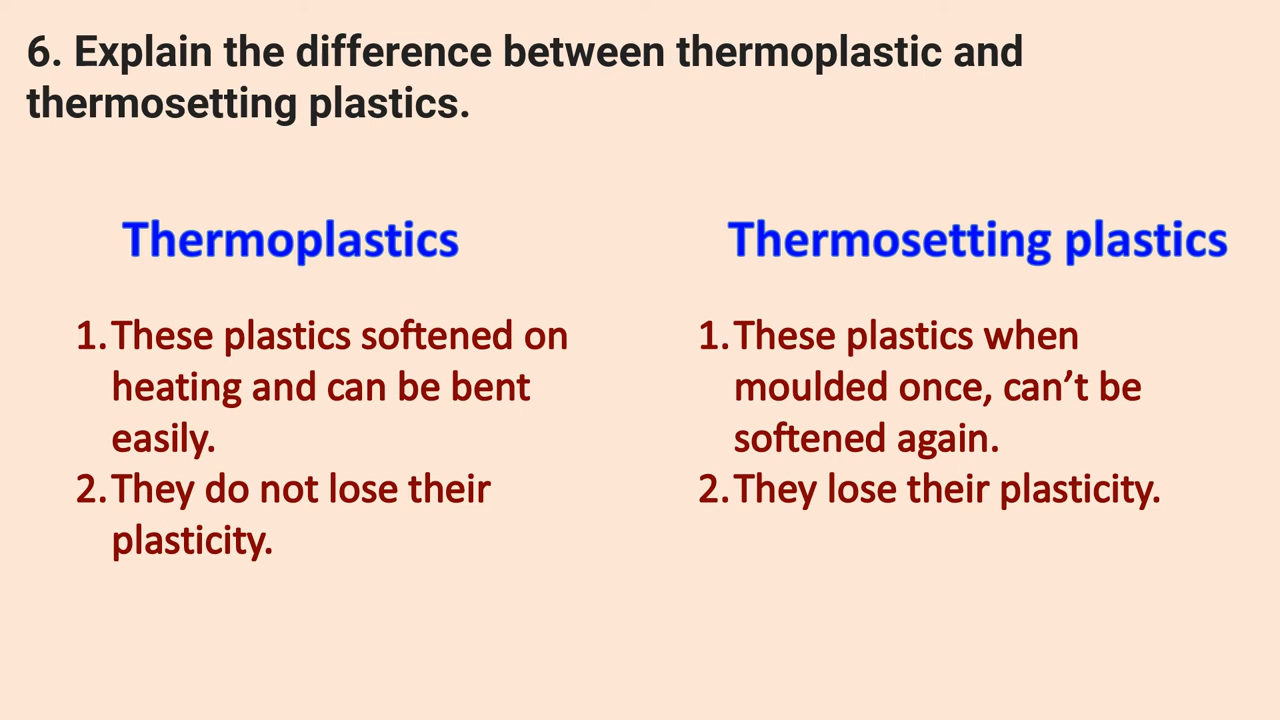 6. Explain the difference between thermoplastic and
thermosetting plastics.
Thermoplastics
1. These plastics softened on
heating and can be bent
easily.
2. They do not lose their
plasticity.
Thermosetting plastics
1. These plastics when
moulded once, can’t be
softened again.
2. They lose their plasticity.